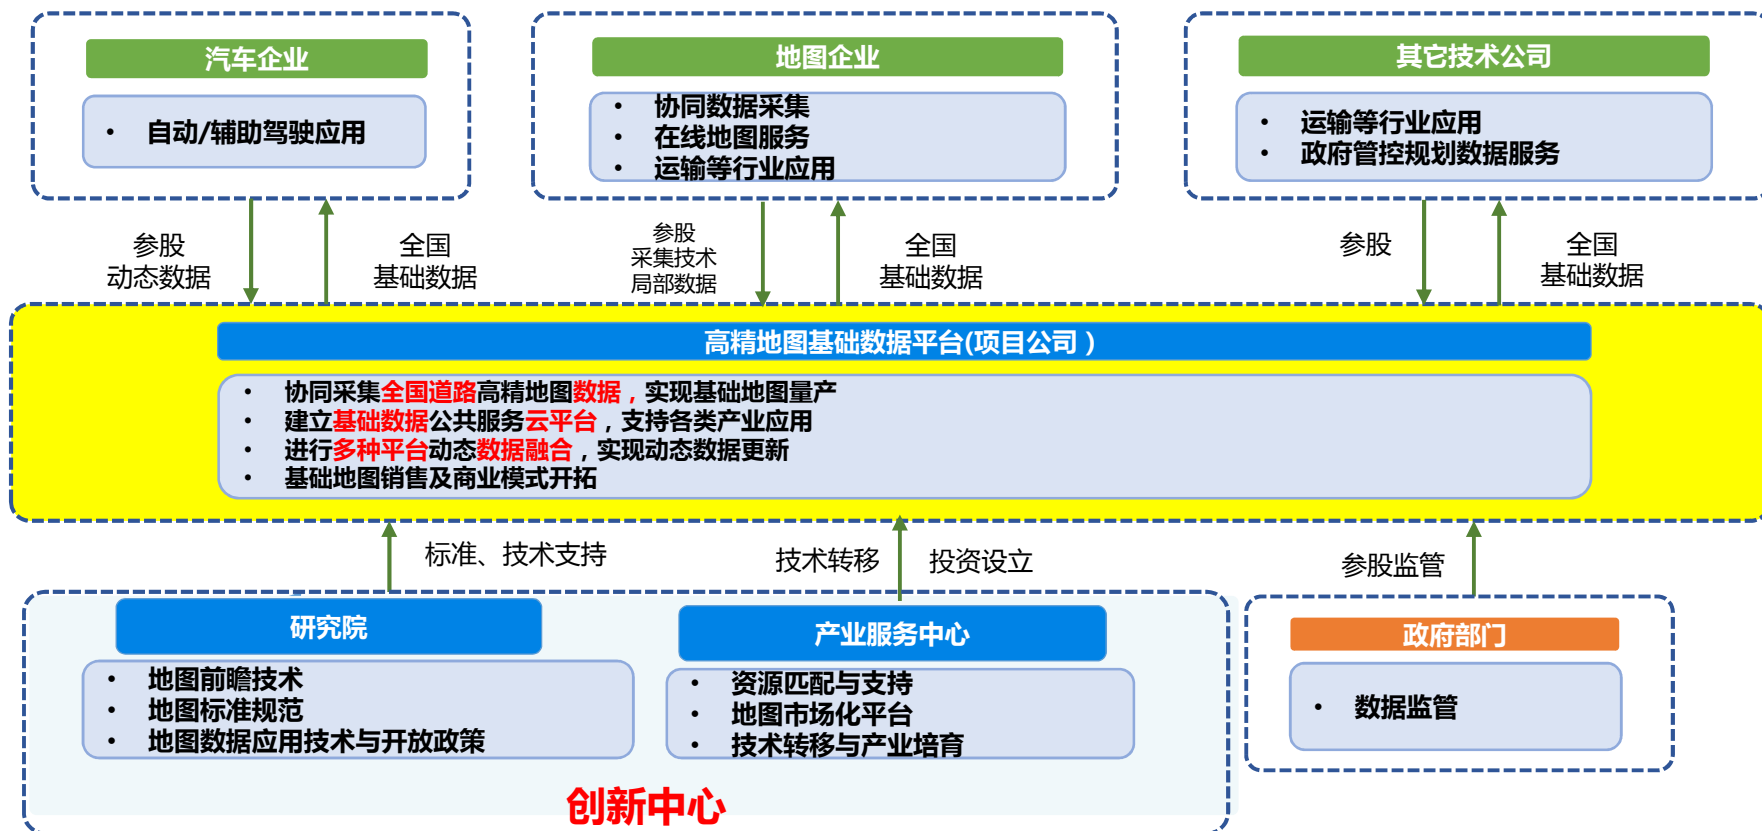 汽车企业
• 自动/辅助驾驶应用
地图企业
• 协同数据采集
• 在线地图服务
• 运输等行业应用
其它技术公司
• 运输等行业应用
• 政府管控规划数据服务
参股
动态数据
全国
基础数据
参股
采集技术
局部数据
全国
基础数据
参股
全国
基础数据
高精地图基础数据平台(项目公司）
• 协同采集全国道路高精地图数据，实现基础地图量产
• 建立基础数据公共服务云平台，支持各类产业应用
• 进行多种平台动态数据融合，实现动态数据更新
• 基础地图销售及商业模式开拓
标准、技术支持
技术转移
投资设立
参股监管
研究院
• 地图前瞻技术
• 地图标准规范
• 地图数据应用技术与开放政策
产业服务中心
• 资源匹配与支持
• 地图市场化平台
• 技术转移与产业培育
政府部门
• 数据监管
创新中心